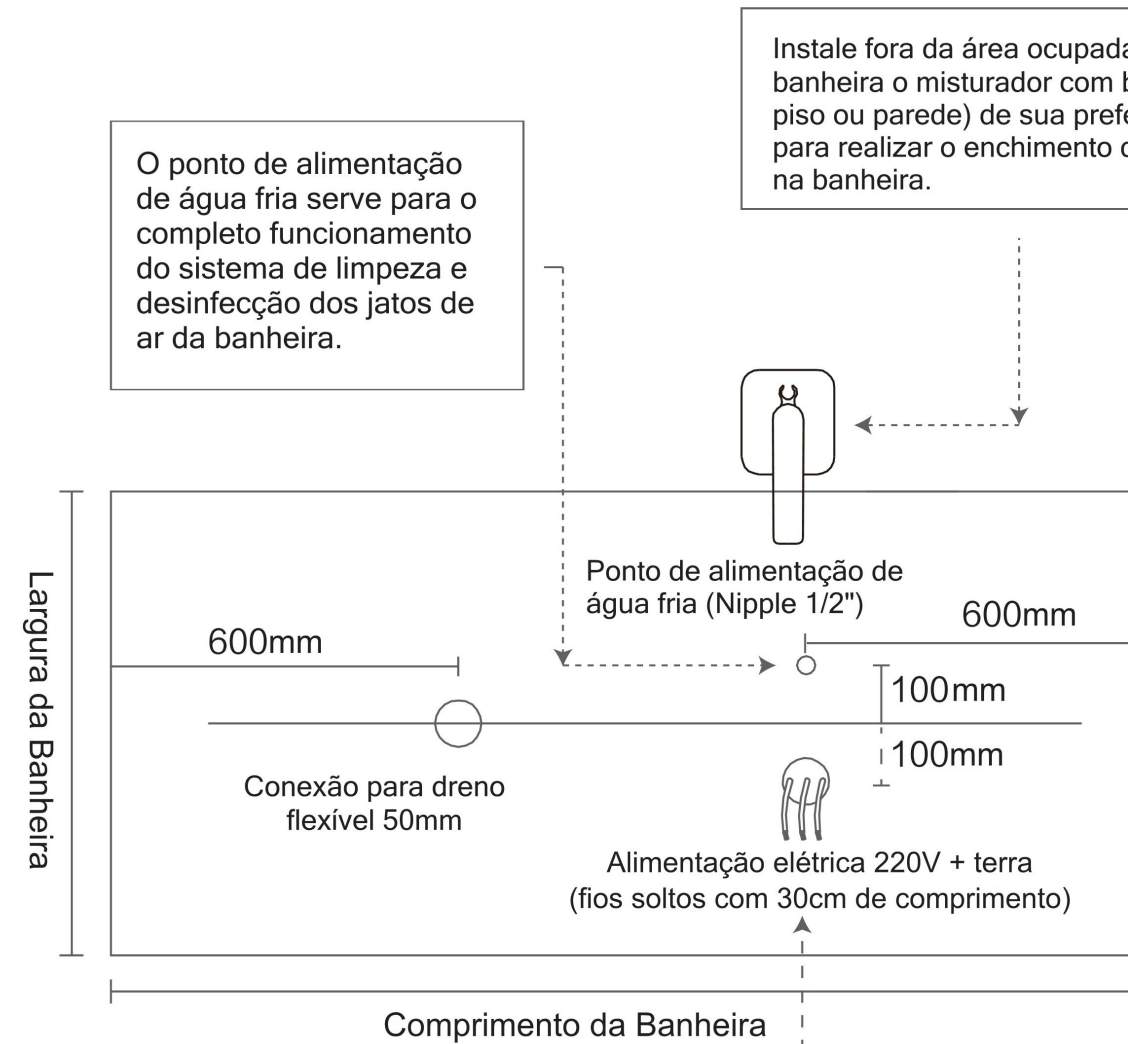 Instale fora da área ocupada
banheira o misturador com
piso ou parede) de sua
para realizar o enchimento
na banheira.
O ponto de alimentação
de água fria serve para o
completo funcionamento
do sistema de limpeza e
desinfecção dos jatos de
ar da banheira.
Ponto de alimentação de
água fria (Nipple 1/2")
600mm
600mm
100mm
100mm
Conexão para dreno
flexível 50mm
Alimentação elétrica 220V + terra
(fios soltos com 30cm de comprimento)
Largura da Banheira
Comprimento da Banheira